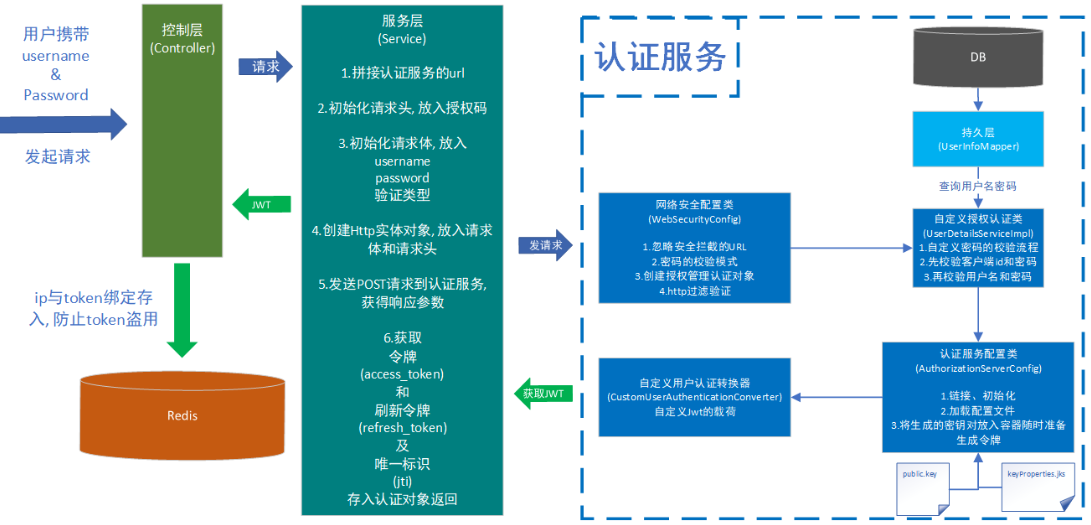 用户携带
username
&
Password
发起请求
控制层
(Controller)
请求
JWT
ip与token绑定存
入, 防止token盗用
Redis
服务层
(Service)
1.拼接认证服务的url
2.初始化请求头, 放入授权码
3.初始化请求体, 放入
username
password
验证类型
4.创建Http实体对象, 放入请求
体和请求头
5.发送POST请求到认证服务,
获得响应参数
6.获取
令牌
(access_token)
和
刷新令牌
(refresh_token)
及
唯一标识
(jti)
存入认证对象返回
发请求
获取JWT
认证服务
DB
持久层
(UserInfoMapper)
查询用户名密码
网络安全配置类
(WebSecurityConfig)
1.忽略安全拦截的URL
2.密码的校验模式
3.创建授权管理认证对象
4.http过滤验证
自定义授权认证类
(UserDetailsServiceImpl)
1.自定义密码的校验流程
2.先校验客户端id和密码
3.再校验用户名和密码
自定义用户认证转换器
(CustomUserAuthenticationConverter)
自定义Jwt的载荷
认证服务配置类
(AuthorizationServerConfig)
1.链接、初始化
2.加载配置文件
3.将生成的密钥对放入容器随时准备
生成令牌
public.key
keyProperties.jks